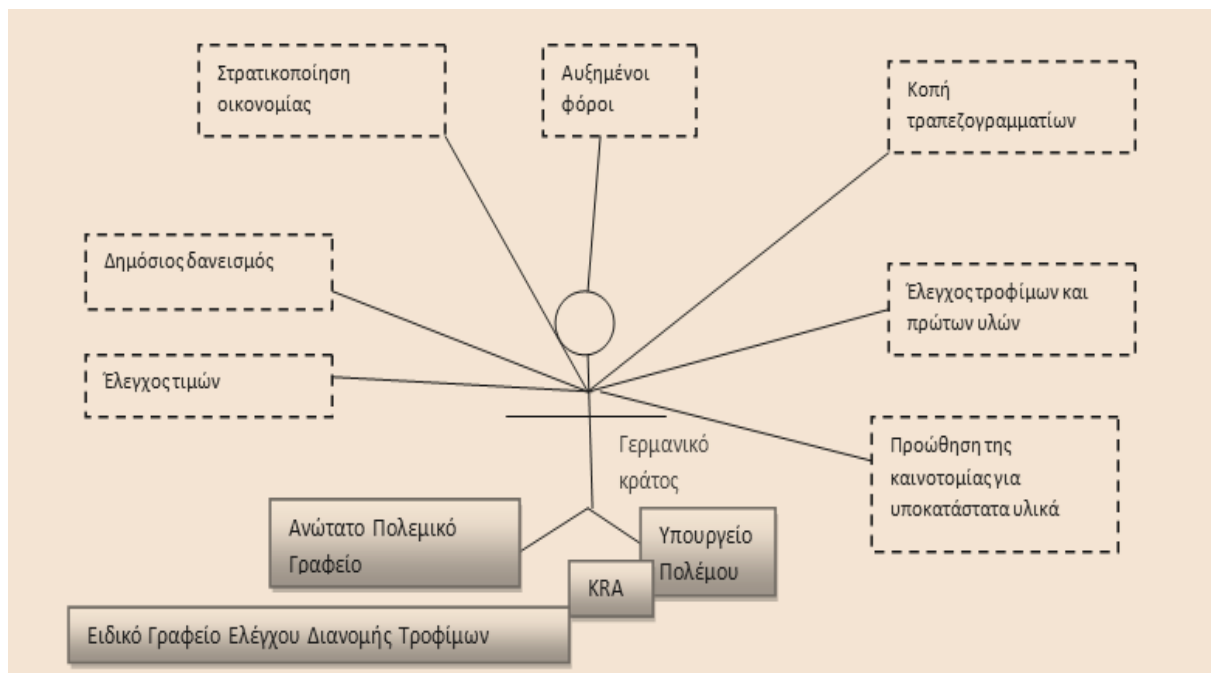 Στρατικοποίηση
οικονομίας
Αυξημένοι
φόροι
Κοπή
τραπεζογραμματίων
Δημόσιος δανεισμός
Έλεγχος τροφίμων και
πρώτων υλών
Έλεγχος τιμών
Γερμανικό
κράτος
Προώθηση της
καινοτομίας για
υποκατάστατα υλικά
Ανώτατο Πολεμικό
Γραφείο
Υπουργείο
Πολέμου
KRA
Ειδικό Γραφείο Ελέγχου Διανομής Τροφίμων